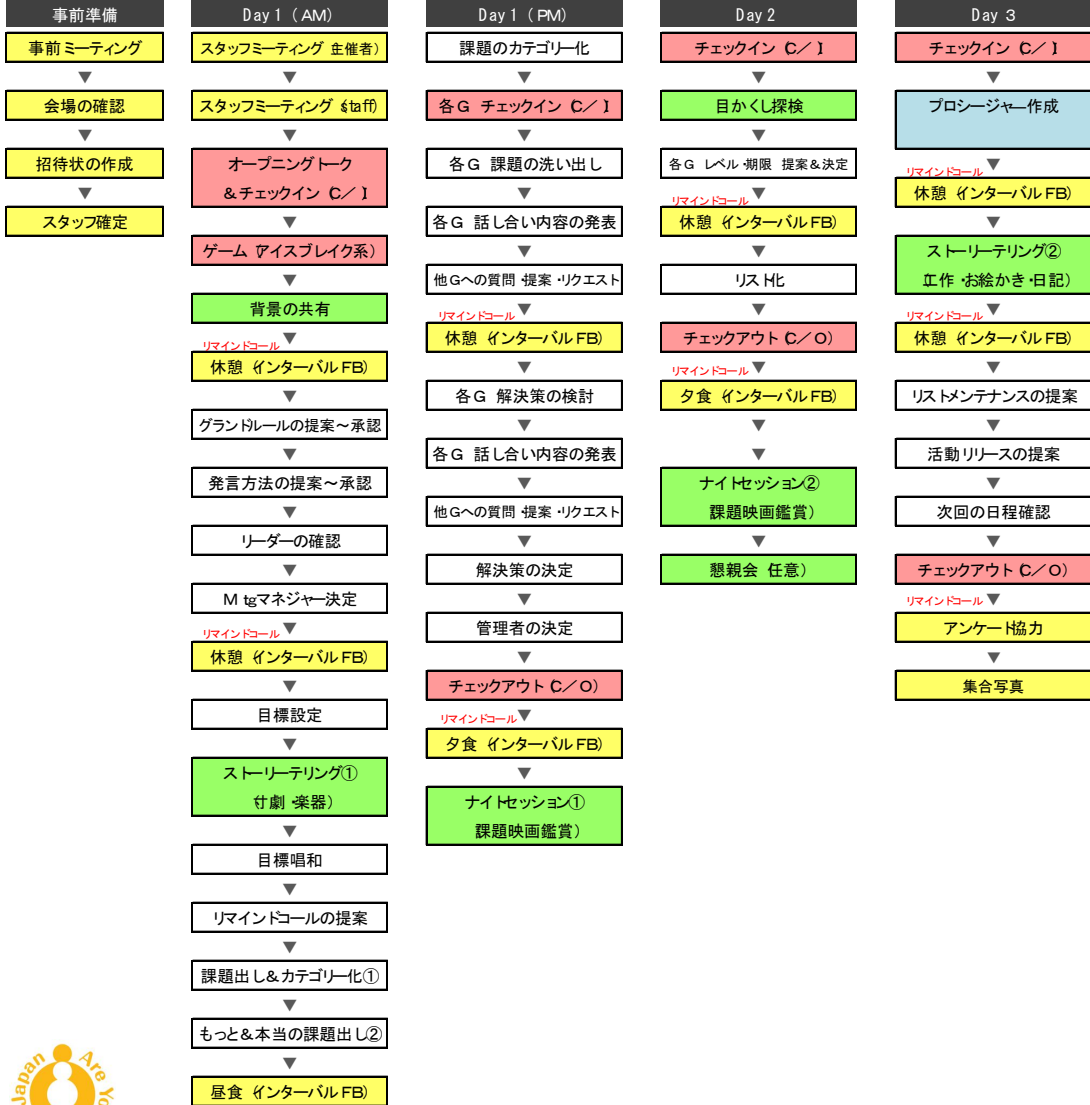 事前準備
事前ミーティング
▼
会場の確認
▼
招待状の作成
▼
スタッフ確定
Day 1 (AM)
スタッフミーティング 主催者)
▼
スタッフミーティング (staff)
▼
オープニングトーク
&チェックイン (C/I
▼
ゲーム (アイスブレイク系)
▼
背景の共有
リマインドコール ▼
休憩 (インターバルFB)
▼
グランドルールの提案~承認
▼
発言方法の提案~承認
▼
リーダーの確認
▼
Mtgマネジャー決定
リマインドコール ▼
休憩 (インターバルFB)
▼
目標設定
▼
ストーリーテリング①
(寸劇・楽器)
▼
目標唱和
▼
リマインドコールの提案
▼
課題出し&カテゴリー化①
▼
もっと&本当の課題出し②
▼
昼食 (インターバルFB)
Day 1 (PM)
課題のカテゴリー化
▼
各G チェックイン (C/I
▼
各G 課題の洗い出し
▼
各G 話し合い内容の発表
▼
他Gへの質問・提案・リクエスト
リマインドコール ▼
休憩 (インターバルFB)
▼
各G 解決策の検討
▼
各G 話し合い内容の発表
▼
他Gへの質問・提案・リクエスト
▼
解決策の決定
▼
管理者の決定
▼
チェックアウト (C/O)
リマインドコール ▼
夕食 (インターバルFB)
▼
ナイトセッション①
課題映画鑑賞)
Day 2
チェックイン (C/I
▼
目かくし探検
▼
各G レベル・期限 提案&決定
リマインドコール ▼
休憩 (インターバルFB)
▼
リスト化
▼
チェックアウト (C/O)
リマインドコール ▼
夕食 (インターバルFB)
▼
▼
ナイトセッション②
課題映画鑑賞)
▼
懇親会 任意)
Day 3
チェックイン (C/I
▼
プロシージャー作成
リマインドコール ▼
休憩 (インターバルFB)
▼
ストーリーテリング②
(工作・お絵かき・日記)
リマインドコール ▼
休憩 (インターバルFB)
▼
リストメンテナンスの提案
▼
活動リリースの提案
▼
次回の日程確認
▼
チェックアウト (C/O)
リマインドコール ▼
アンケート協力
▼
集合写真
Japan Are